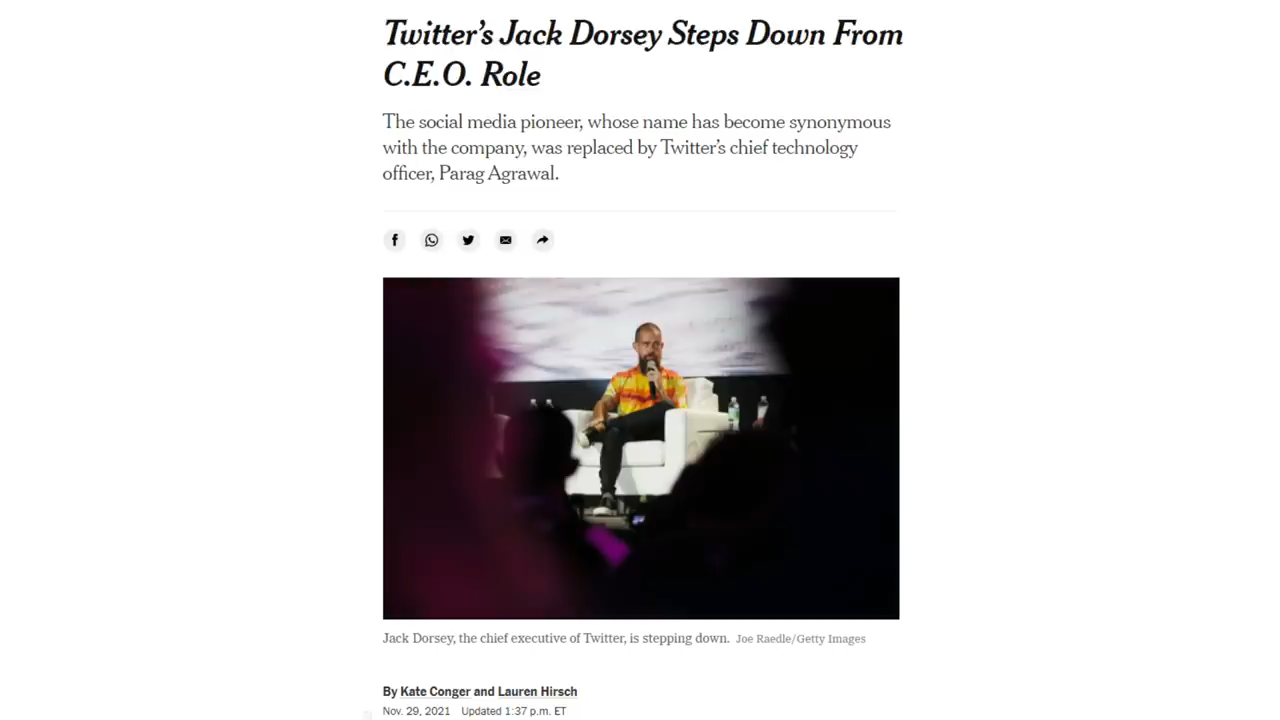 Twitter’s Jack Dorsey Steps Down From
C.E.O. Role
The social media pioneer, whose name has become synonymous
with the company, was replaced by Twitter’s chief technology
officer, Parag Agrawal.
Jack Dorsey, the chief executive of Twitter, is stepping down. Joe Raedle/Getty Images
By Kate Conger and Lauren Hirsch
Nov. 29, 2021 Updated 1:37 p.m. ET